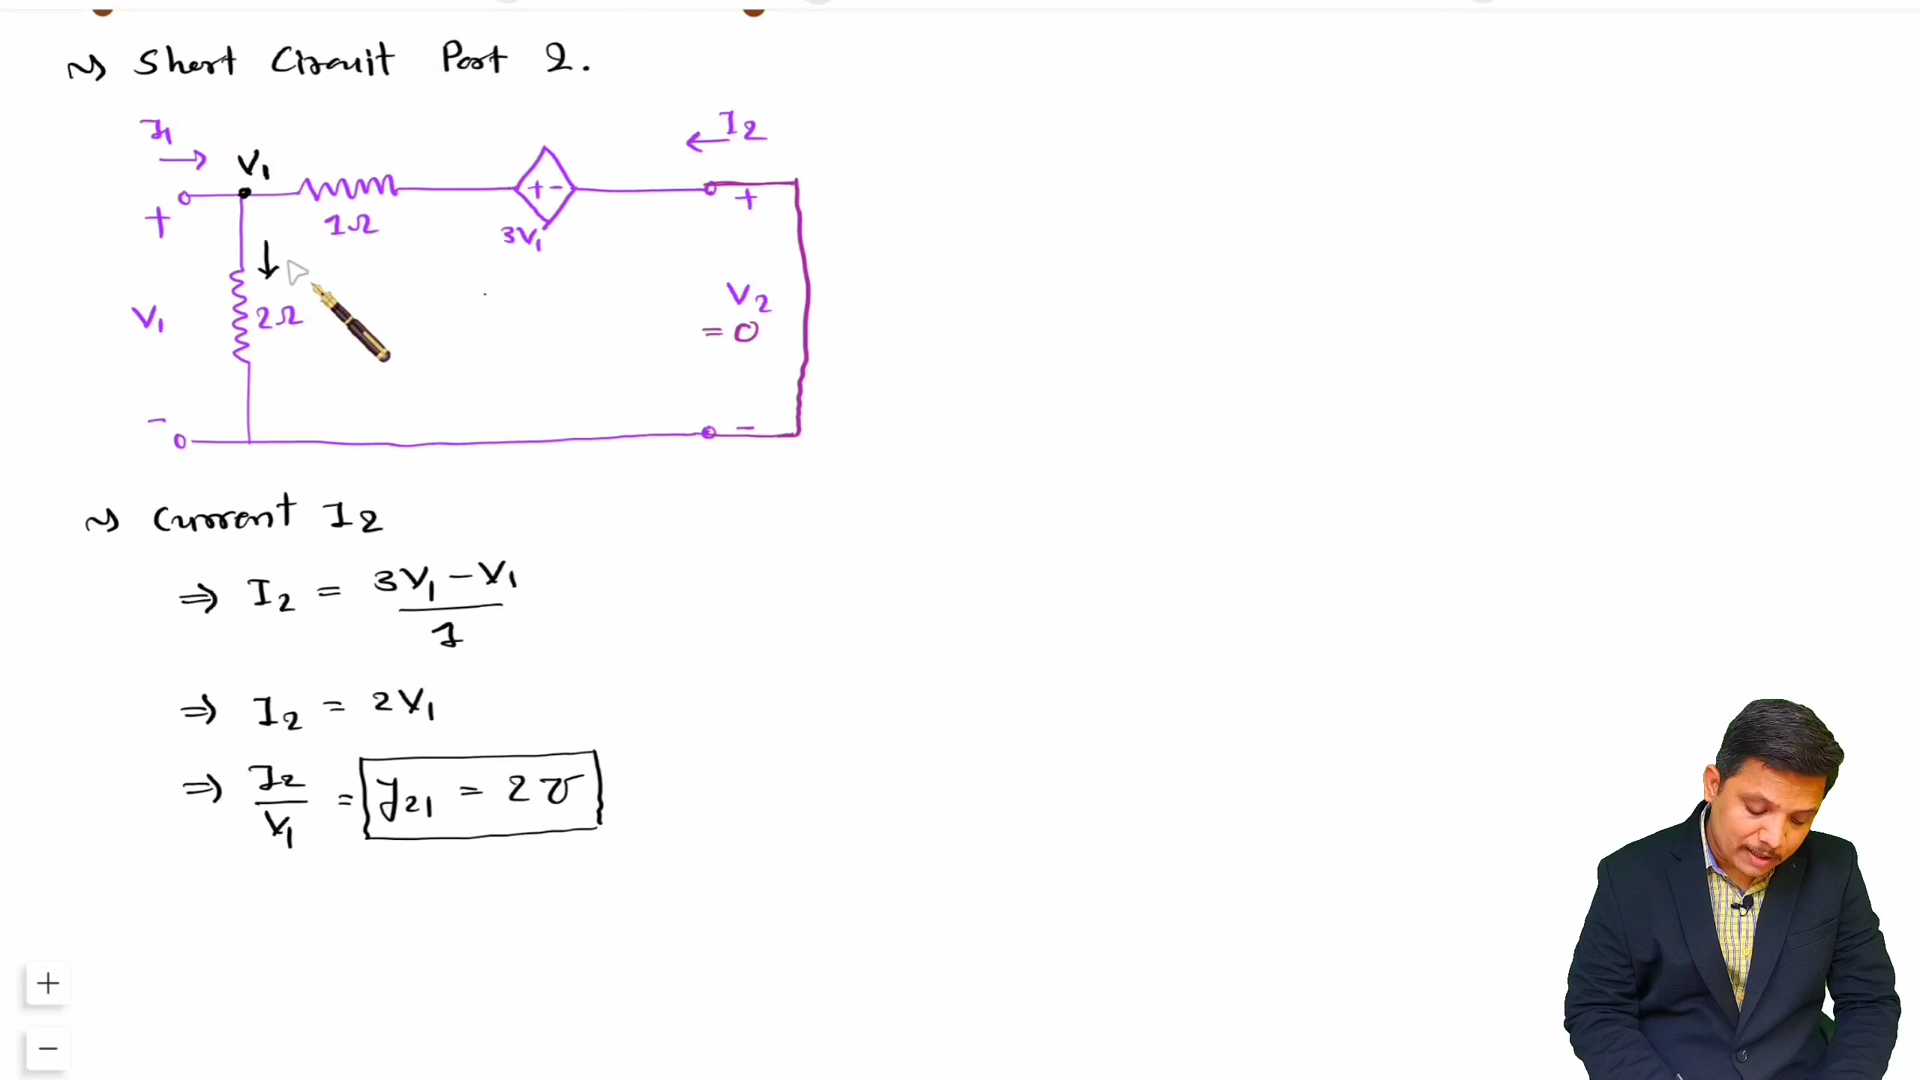 ~> Short Circuit Port 2.
I1 → V1 ← I2
+ 1Ω + - +
3V1
V1 ↓ 2Ω V2
= 0
- -
~> Current I2
⇒ I2 = 3V1 - V1 / 1
⇒ I2 = 2V1
⇒ I2 / V1 = y21 = 2 ℧